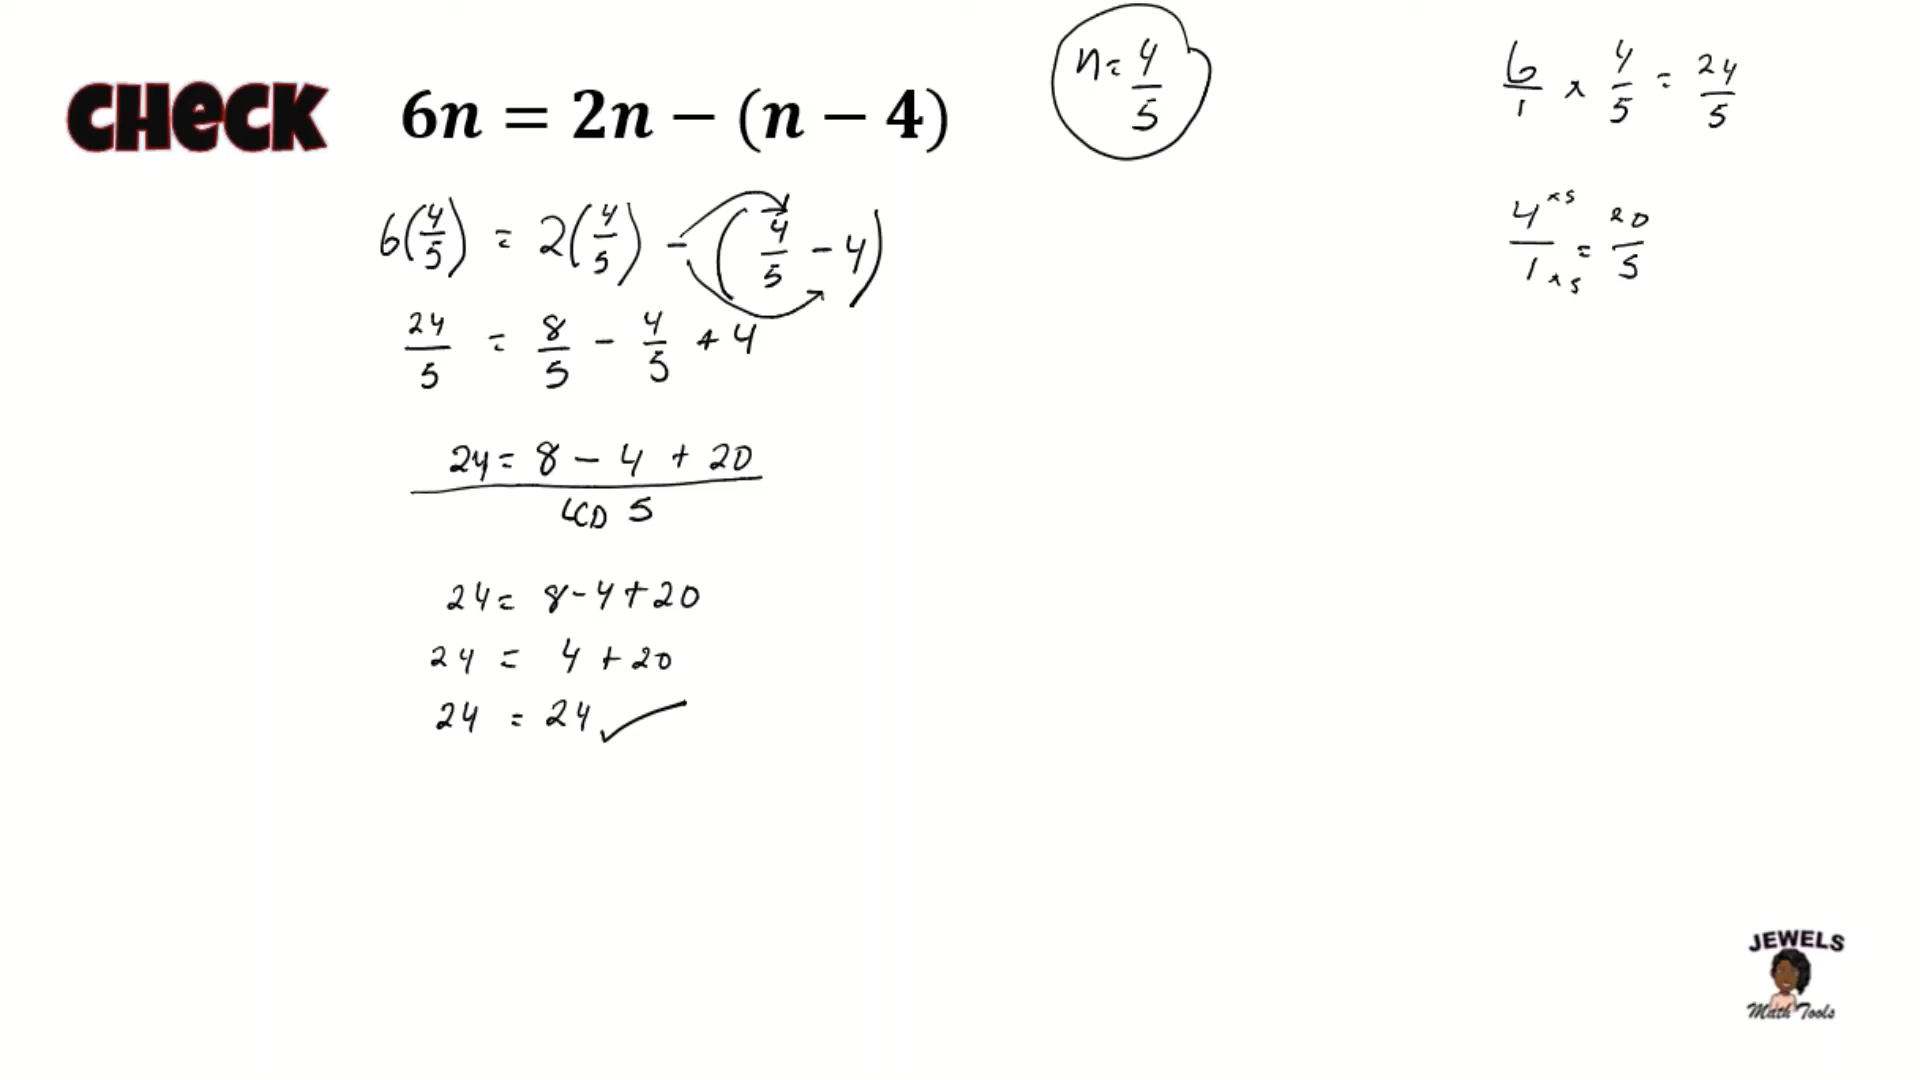 CHECK 6n = 2n − (n − 4)
n = 4/5
6/1 × 4/5 = 24/5
4/1 ×5 ×5 = 20/5
6(4/5) = 2(4/5) − (4/5 − 4)
24/5 = 8/5 − 4/5 + 4
24 = 8 − 4 + 20
LCD 5
24 = 8 − 4 + 20
24 = 4 + 20
24 = 24 ✓
JEWELS
Math Tools